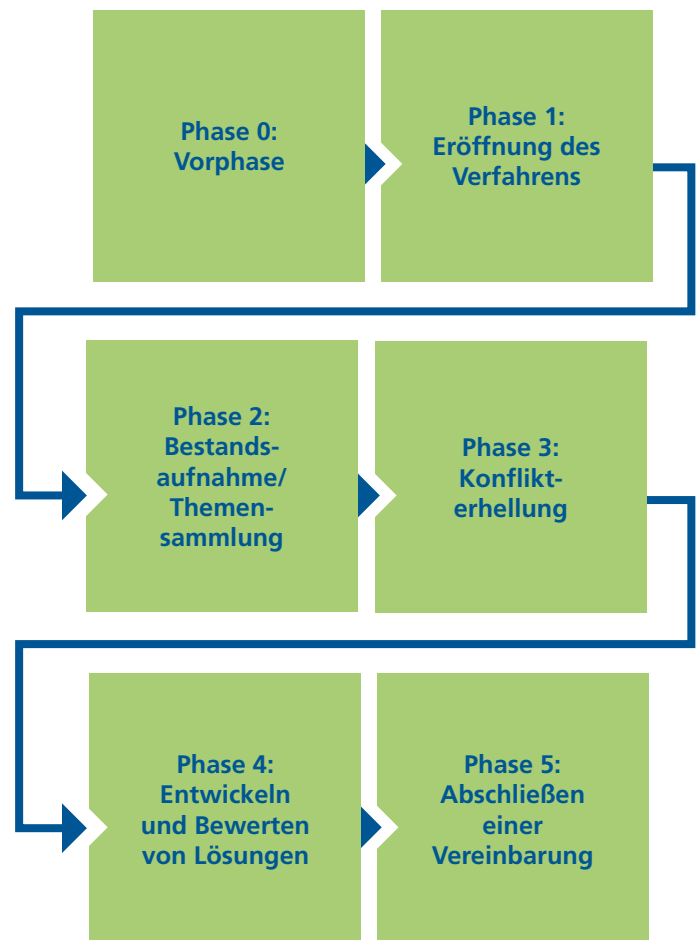 Phase 0:
Vorphase
Phase 1:
Eröffnung des
Verfahrens
Phase 2:
Bestands-
aufnahme/
Themen-
sammlung
Phase 3:
Konflikt-
erhellung
Phase 4:
Entwickeln
und Bewerten
von Lösungen
Phase 5:
Abschließen
einer
Vereinbarung